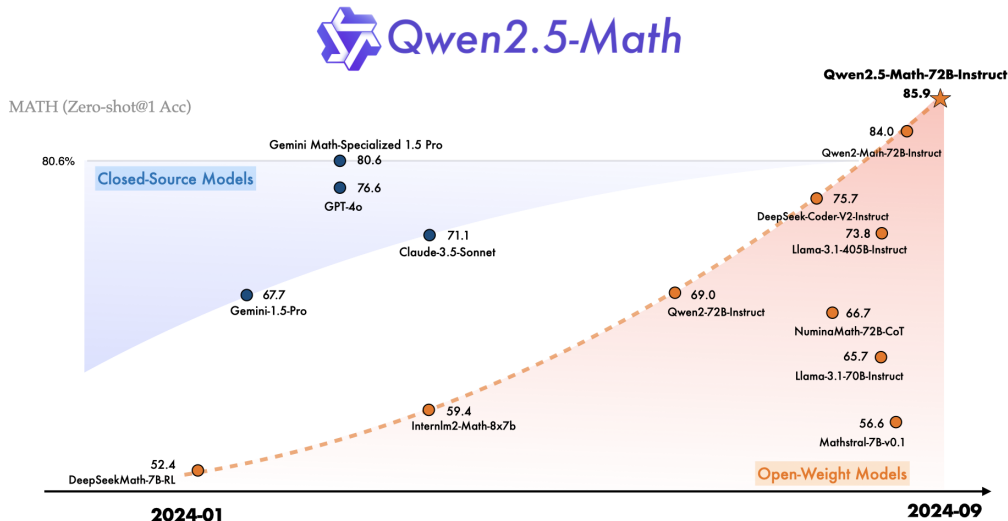 Qwen2.5-Math
Qwen2.5-Math-72B-Instruct
85.9
MATH (Zero-shot@1 Acc)
84.0
Qwen2-Math-72B-Instruct
Gemini Math-Specialized 1.5 Pro
80.6%
80.6
Closed-Source Models
76.6
GPT-4o
75.7
DeepSeek-Coder-V2-Instruct
71.1
Claude-3.5-Sonnet
73.8
Llama-3.1-405B-Instruct
67.7
Gemini-1.5-Pro
69.0
Qwen2-72B-Instruct
66.7
NuminaMath-72B-CoT
65.7
Llama-3.1-70B-Instruct
59.4
Internlm2-Math-8x7b
56.6
Mathstral-7B-v0.1
52.4
DeepSeekMath-7B-RL
Open-Weight Models
2024-01
2024-09